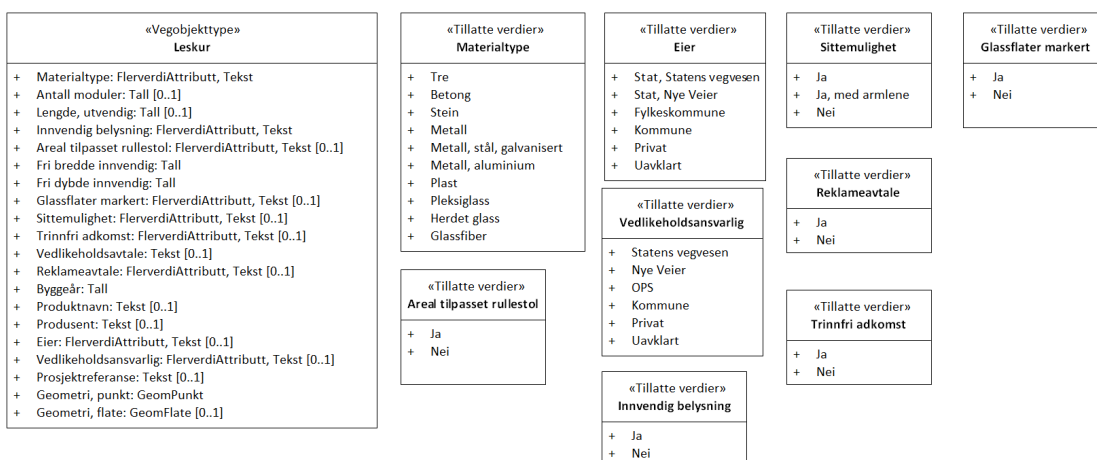 «Vegobjekttype»
Leskur
+ Materialtype: FlerverdiAttributt, Tekst
+ Antall moduler: Tall [0..1]
+ Lengde, utvendig: Tall [0..1]
+ Innvendig belysning: FlerverdiAttributt, Tekst
+ Areal tilpasset rullestol: FlerverdiAttributt, Tekst [0..1]
+ Fri bredde innvendig: Tall
+ Fri dybde innvendig: Tall
+ Glassflater markert: FlerverdiAttributt, Tekst [0..1]
+ Sittemulighet: FlerverdiAttributt, Tekst [0..1]
+ Trinnfri adkomst: FlerverdiAttributt, Tekst [0..1]
+ Vedlikeholdsavtale: Tekst [0..1]
+ Reklameavtale: FlerverdiAttributt, Tekst [0..1]
+ Byggeår: Tall
+ Produktnavn: Tekst [0..1]
+ Produsent: Tekst [0..1]
+ Eier: FlerverdiAttributt, Tekst [0..1]
+ Vedlikeholdsansvarlig: FlerverdiAttributt, Tekst [0..1]
+ Prosjektreferanse: Tekst [0..1]
+ Geometri, punkt: GeomPunkt
+ Geometri, flate: GeomFlate [0..1]
«Tillatte verdier»
Materialtype
+ Tre
+ Betong
+ Stein
+ Metall
+ Metall, stål, galvanisert
+ Metall, aluminium
+ Plast
+ Pleksiglass
+ Herdet glass
+ Glassfiber
«Tillatte verdier»
Areal tilpasset rullestol
+ Ja
+ Nei
«Tillatte verdier»
Eier
+ Stat, Statens vegvesen
+ Stat, Nye Veier
+ Fylkeskommune
+ Kommune
+ Privat
+ Uavklart
«Tillatte verdier»
Vedlikeholdsansvarlig
+ Statens vegvesen
+ Nye Veier
+ OPS
+ Kommune
+ Privat
+ Uavklart
«Tillatte verdier»
Innvendig belysning
+ Ja
+ Nei
«Tillatte verdier»
Sittemulighet
+ Ja
+ Ja, med armlene
+ Nei
«Tillatte verdier»
Reklameavtale
+ Ja
+ Nei
«Tillatte verdier»
Trinnfri adkomst
+ Ja
+ Nei
«Tillatte verdier»
Glassflater markert
+ Ja
+ Nei